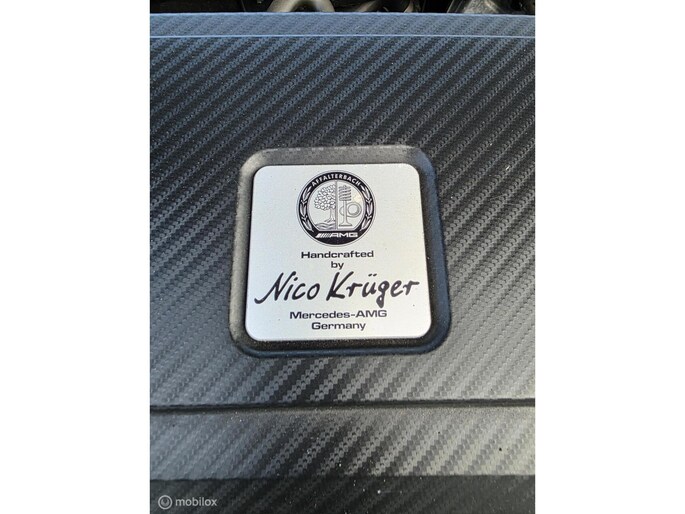 AFFALTERBACH
AMG
Handcrafted
by
Nico Krüger
Mercedes-AMG
Germany
mobilox